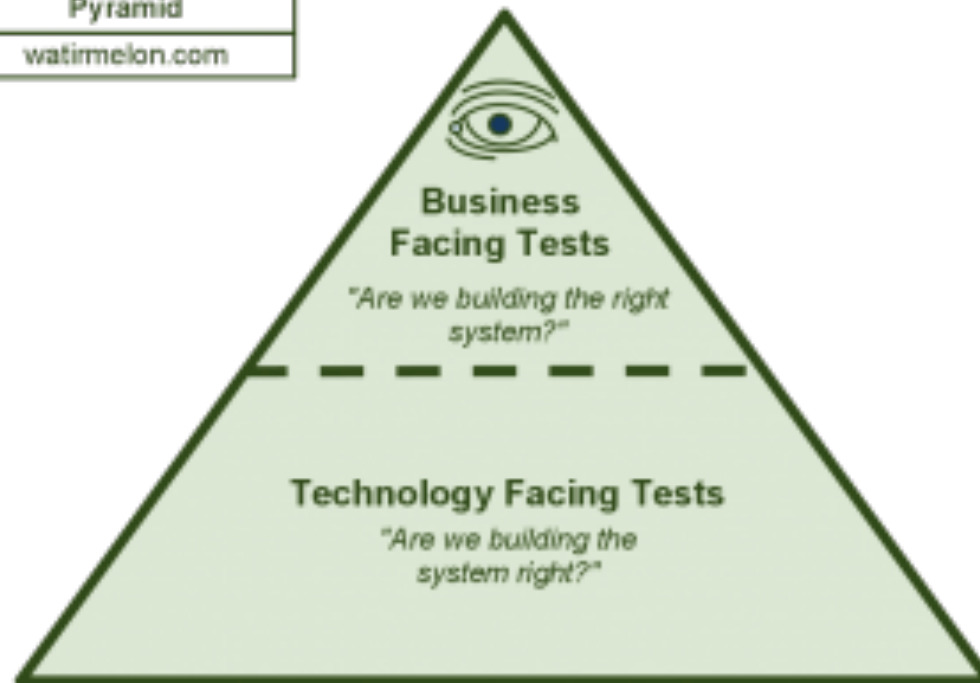 Pyramid
watirmelon.com
Business
Facing Tests
"Are we building the right
system?"
Technology Facing Tests
"Are we building the
system right?"